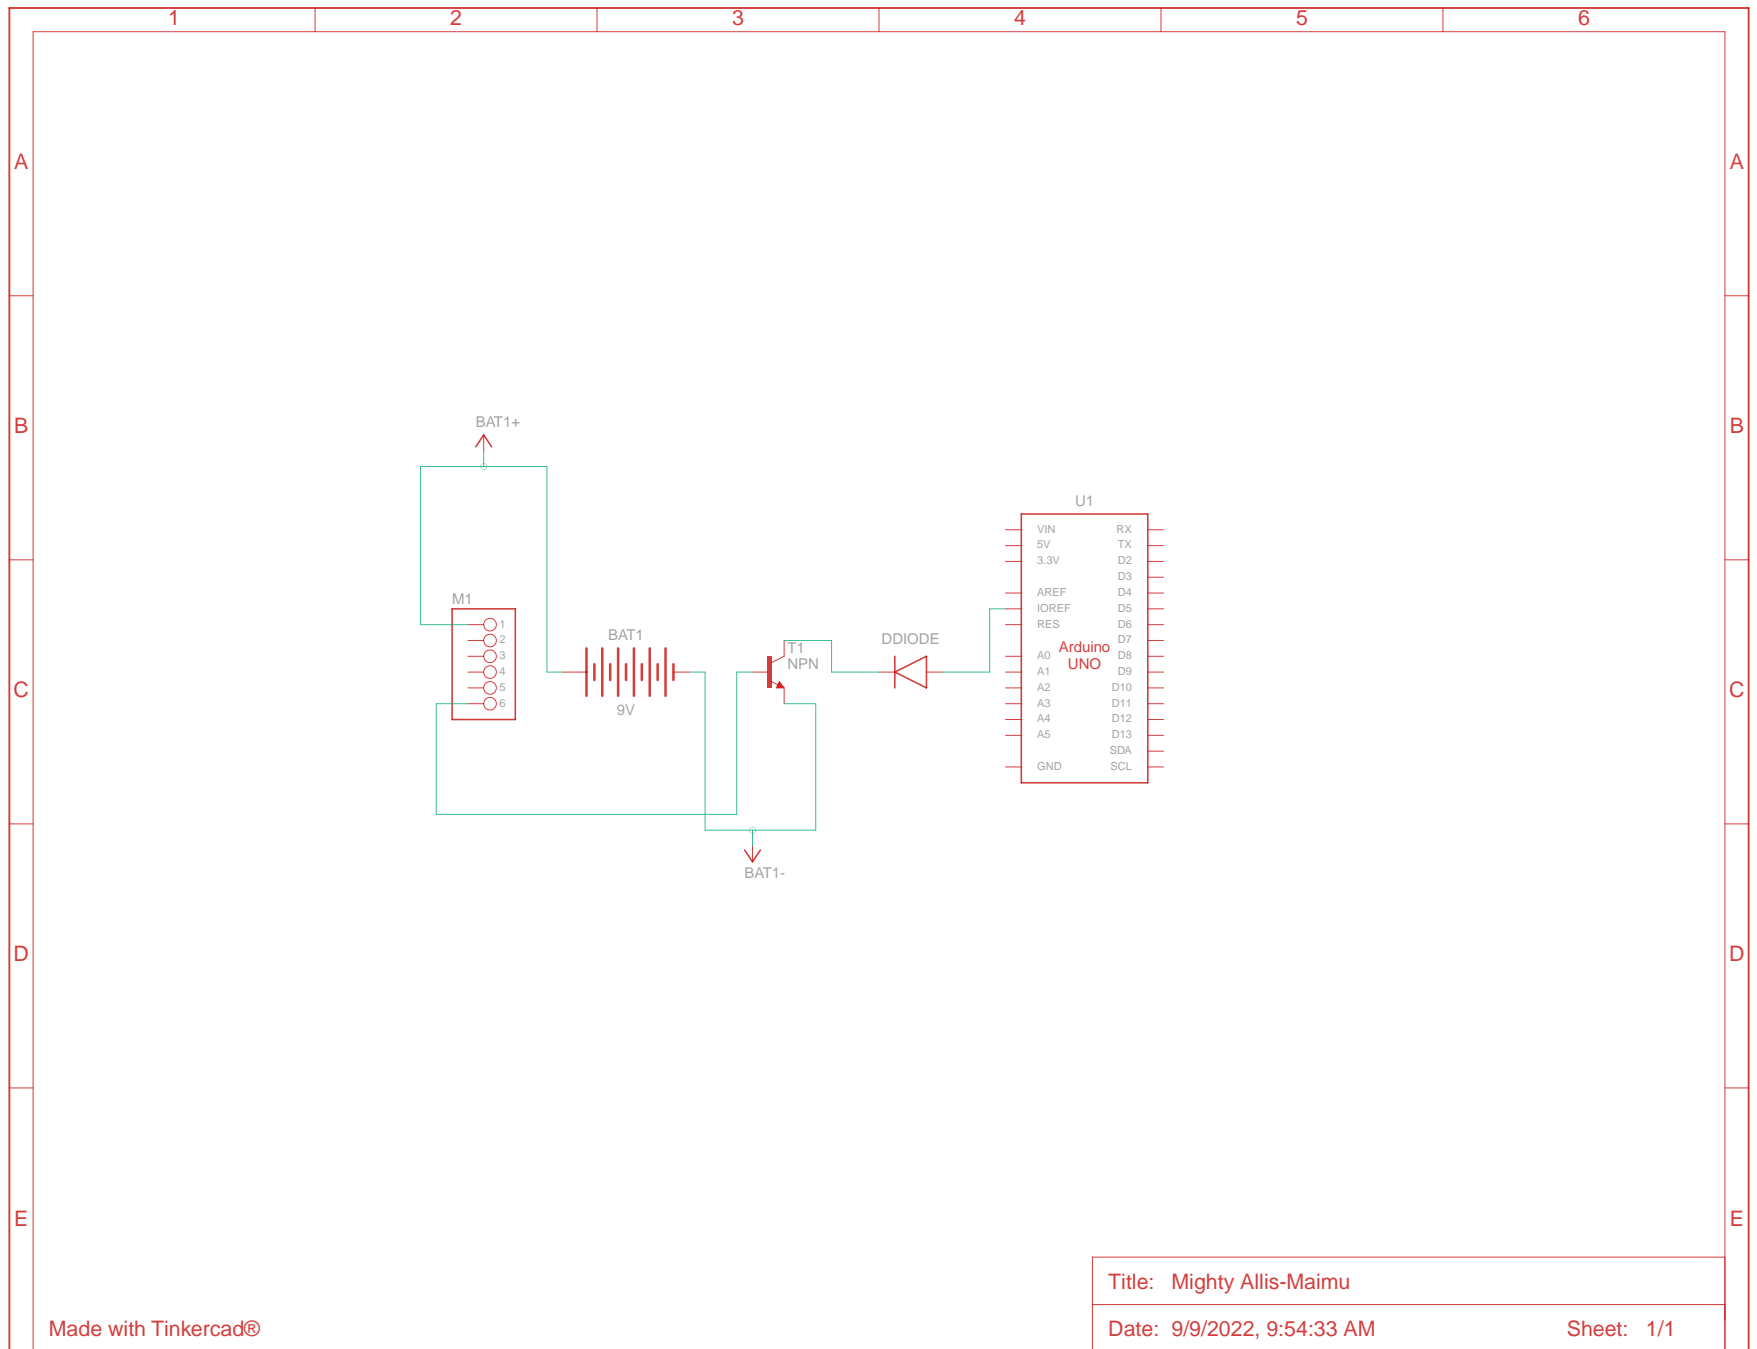 1 2 3 4 5 6
A A
B B
C C
D D
E E
BAT1+
M1
1
2
3
4
5
6
BAT1
9V
T1
NPN
DDIODE
BAT1-
U1
VIN RX
5V TX
3.3V D2
D3
AREF D4
IOREF D5
RES D6
D7
Arduino
UNO
A0 D8
A1 D9
A2 D10
A3 D11
A4 D12
A5 D13
SDA
GND SCL
Title: Mighty Allis-Maimu
Made with Tinkercad®
Date: 9/9/2022, 9:54:33 AM Sheet: 1/1